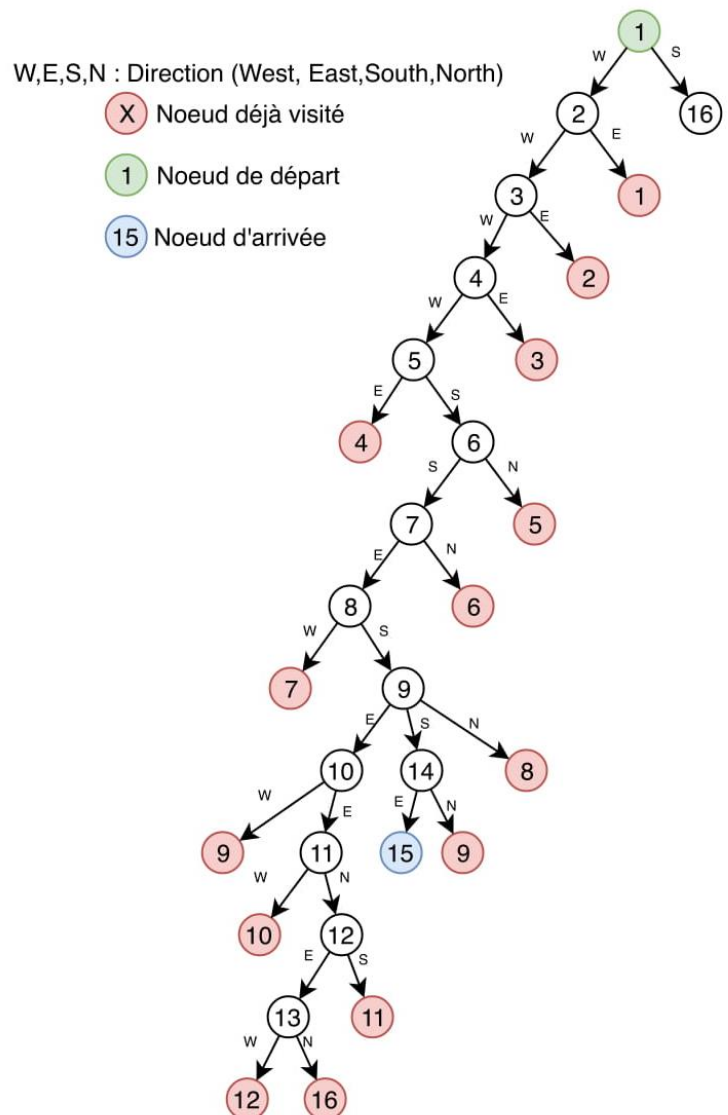 1
W
S
W,E,S,N : Direction (West, East,South,North)
2
16
X Noeud déjà visité
W
E
1 Noeud de départ
3
1
W
E
15 Noeud d'arrivée
4
2
W
E
5
3
E
S
4
6
S
N
7
5
E
N
8
6
W
S
7
9
E
S
N
10
14
8
W
E
E
N
9
11
15
9
W
N
10
12
E
S
13
11
W
N
12
16